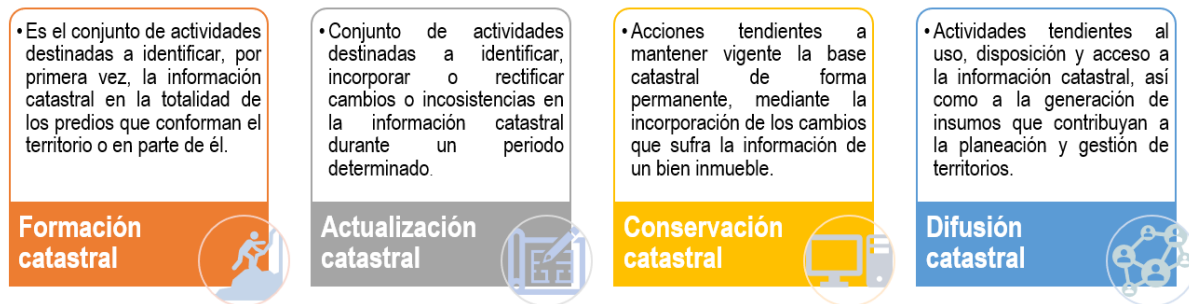 • Es el conjunto de actividades
destinadas a identificar, por
primera vez, la información
catastral en la totalidad de
los predios que conforman el
territorio o en parte de él.
Formación
catastral
• Conjunto de actividades
destinadas a identificar,
incorporar o rectificar
cambios o incosistencias en
la información catastral
durante un periodo
determinado.
Actualización
catastral
• Acciones tendientes a
mantener vigente la base
catastral de forma
permanente, mediante la
incorporación de los cambios
que sufra la información de
un bien inmueble.
Conservación
catastral
• Actividades tendientes al
uso, disposición y acceso a
la información catastral, así
como a la generación de
insumos que contribuyan a
la planeación y gestión de
territorios.
Difusión
catastral